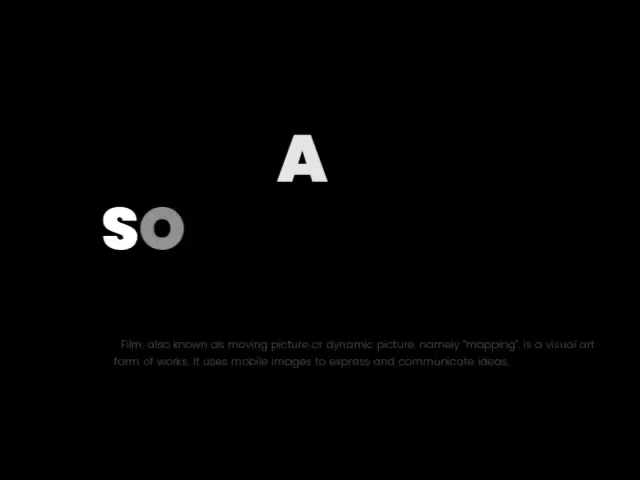 A
SO
Film, also known as moving picture or dynamic picture, namely "mapping", is a visual art
form of works. It uses mobile images to express and communicate ideas,